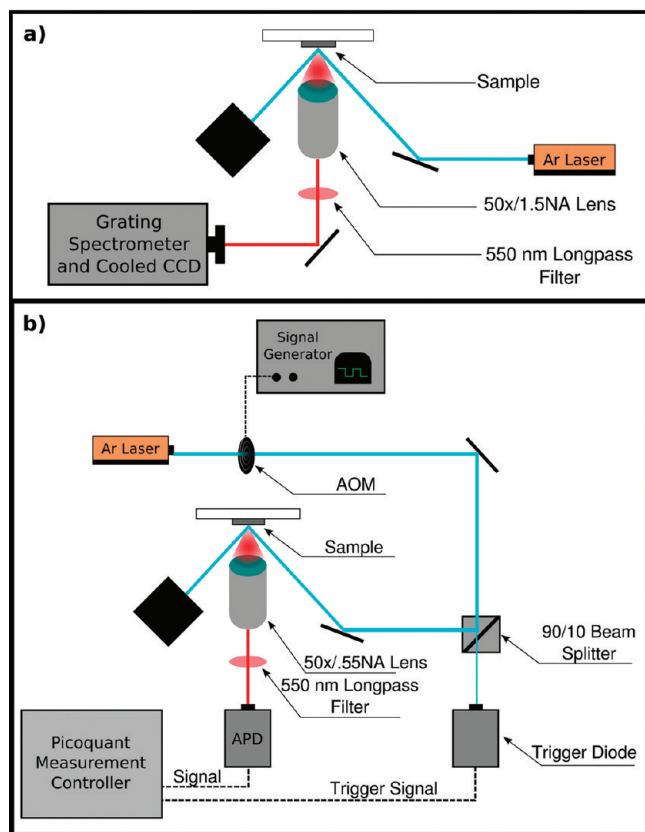 a)
Sample
Ar Laser
50x/1.5NA Lens
Grating
Spectrometer
and Cooled CCD
550 nm Longpass
Filter
b)
Signal
Generator
Ar Laser
AOM
Sample
90/10 Beam
Splitter
50x/.55NA Lens
550 nm Longpass
Filter
Picoquant
Measurement
Controller
APD
Signal
Trigger Diode
Trigger Signal